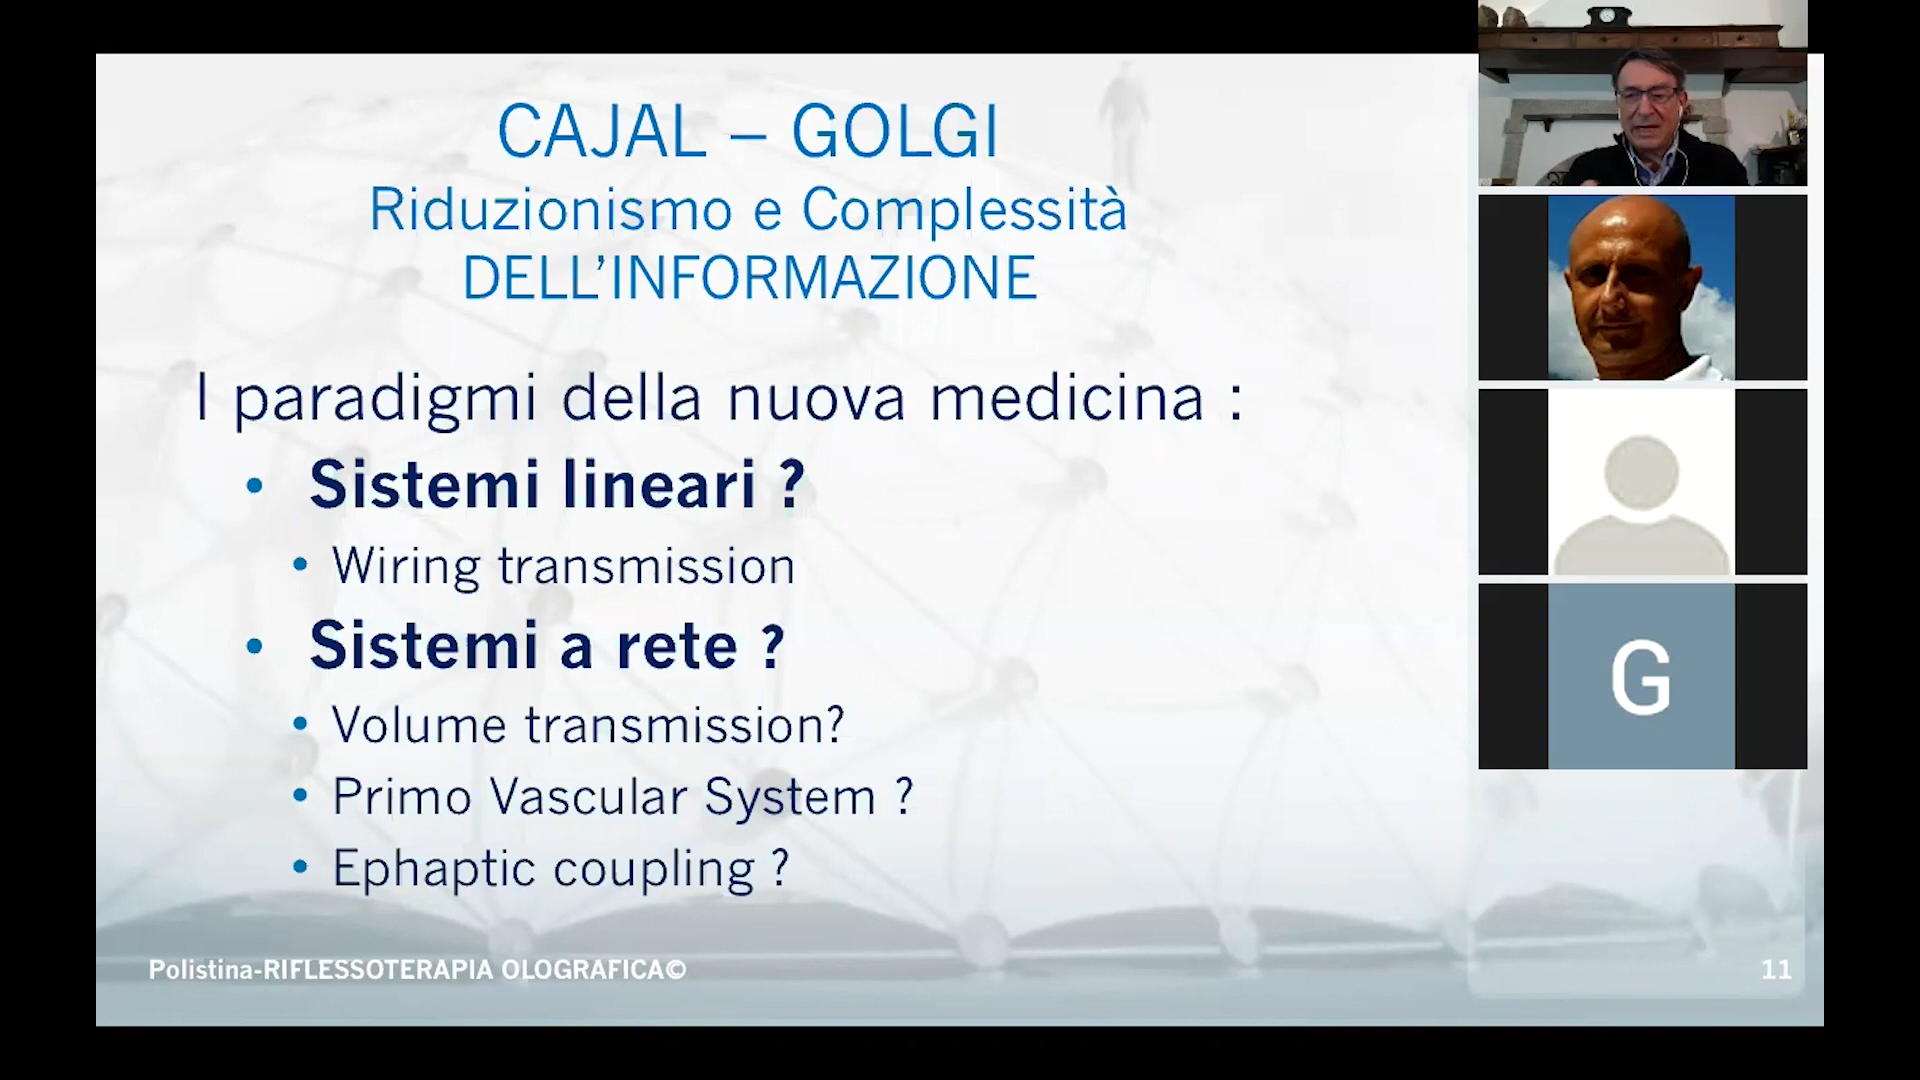 CAJAL – GOLGI
Riduzionismo e Complessità
DELL’INFORMAZIONE
I paradigmi della nuova medicina :
• Sistemi lineari ?
• Wiring transmission
• Sistemi a rete ?
• Volume transmission?
• Primo Vascular System ?
• Ephaptic coupling ?
Polistina-RIFLESSOTERAPIA OLOGRAFICA©
11
G